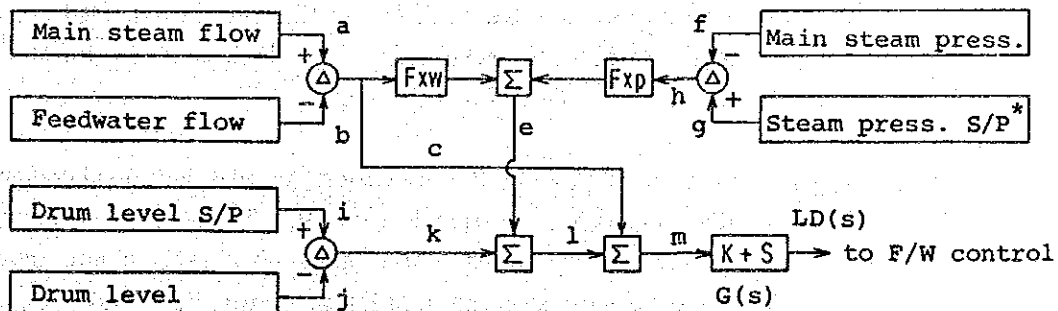 Main steam flow
a
+
Δ
−
Feedwater flow
b
Fxw
Σ
Fxp
h
c
e
f
−
Δ
+
g
Main steam press.
Steam press. S/P*
Drum level S/P
i
+
Δ
−
Drum level
j
k
Σ
l
Σ
m
K + S
G(s)
LD(s)
to F/W control